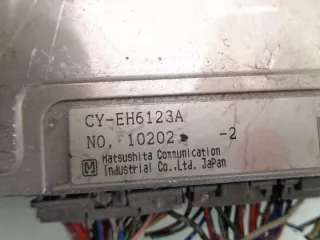 CY-EH6123A
NO, 10202 -2
M Matsushita Communication
Industrial Co.,Ltd. JaPan